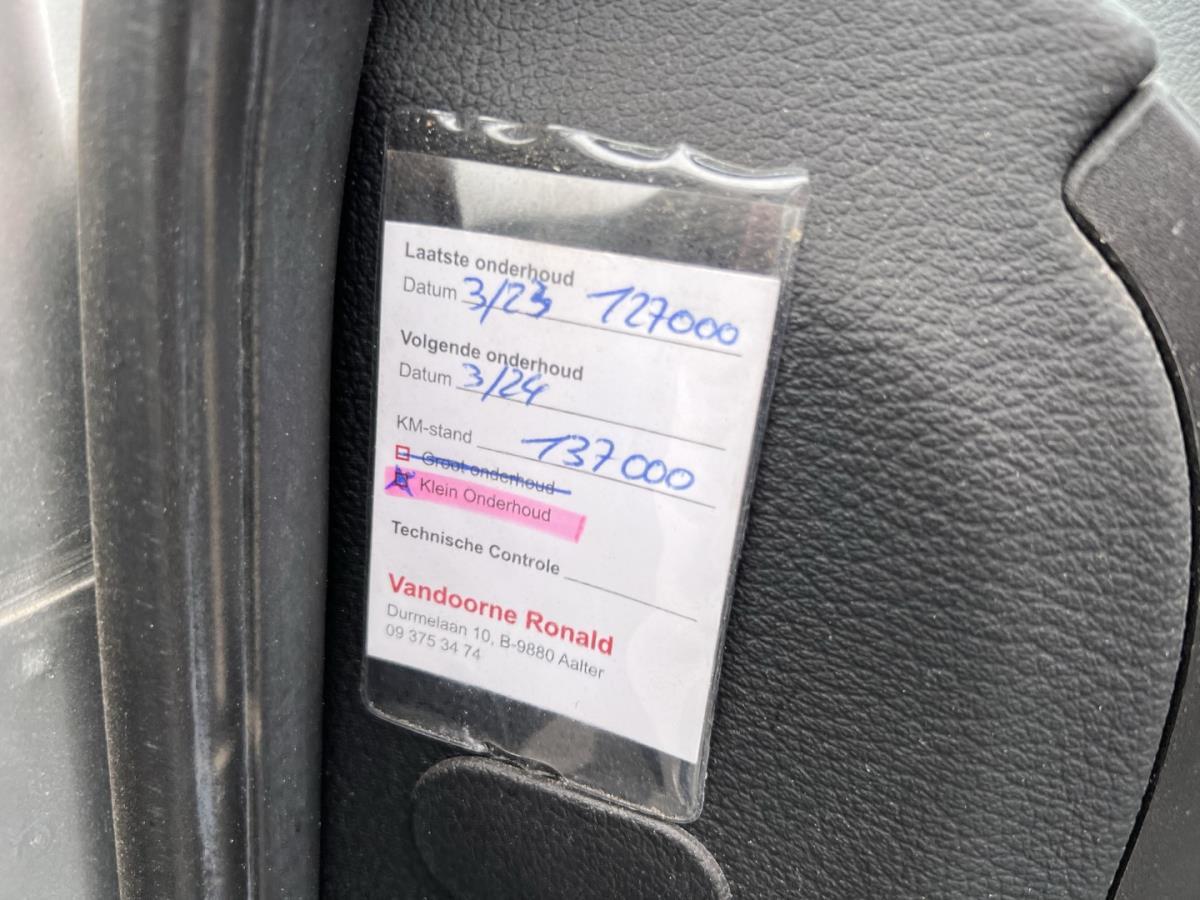 Laatste onderhoud
Datum 3/23 127000
Volgende onderhoud
Datum 3/24
KM-stand 137000
Groot onderhoud
Klein Onderhoud
Technische Controle
Vandoorne Ronald
Durmelaan 10, B-9880 Aalter
09 375 34 74